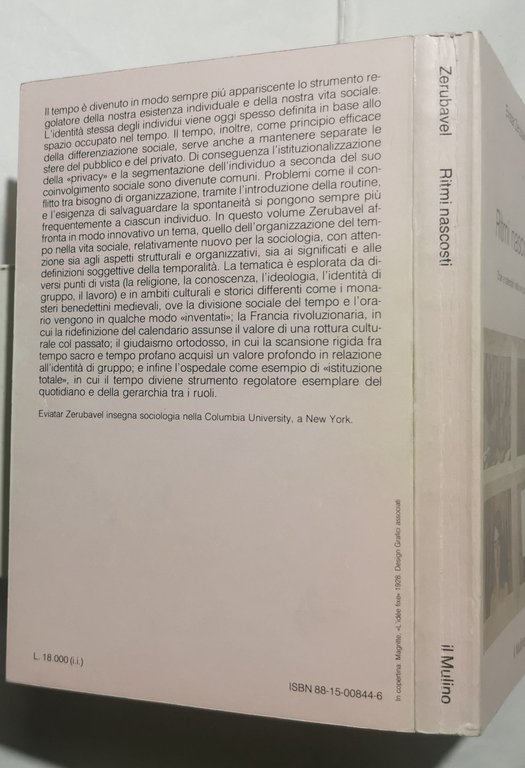 Il tempo è divenuto in modo sempre piú appariscente lo strumento re-
golatore della nostra esistenza individuale e della nostra vita sociale.
L'identità stessa degli individui viene oggi spesso definita in base allo
spazio occupato nel tempo. Il tempo, inoltre, come principio efficace
della differenziazione sociale, serve anche a mantenere separate le
sfere del pubblico e del privato. Di conseguenza l'istituzionalizzazione
della «privacy» e la segmentazione dell'individuo a seconda del suo
coinvolgimento sociale sono divenute comuni. Problemi come il con-
flitto tra bisogno di organizzazione, tramite l'introduzione della routine,
e l'esigenza di salvaguardare la spontaneità si pongono sempre piú
frequentemente a ciascun individuo. In questo volume Zerubavel af-
fronta in modo innovativo un tema, quello dell'organizzazione del tem-
po nella vita sociale, relativamente nuovo per la sociologia, con atten-
zione sia agli aspetti strutturali e organizzativi, sia ai significati e alle
definizioni soggettive della temporalità. La tematica è esplorata da di-
versi punti di vista (la religione, la conoscenza, l'ideologia, l'identità di
gruppo, il lavoro) e in ambiti culturali e storici differenti come i mona-
steri benedettini medievali, ove la divisione sociale del tempo e l'ora-
rio vengono in qualche modo «inventati»; la Francia rivoluzionaria, in
cui la ridefinizione del calendario assunse il valore di una rottura cultu-
rale col passato; il giudaismo ortodosso, in cui la scansione rigida fra
tempo sacro e tempo profano acquisí un valore profondo in relazione
all'identità di gruppo; e infine l'ospedale come esempio di «istituzione
totale», in cui il tempo diviene strumento regolatore esemplare del
quotidiano e della gerarchia tra i ruoli.
Eviatar Zerubavel insegna sociologia nella Columbia University, a New York.
L. 18.000 (i.i.)
ISBN 88-15-00844-6
In copertina: Magritte, «L'idée fixe» 1928. Design Grafici associati
Zerubavel Ritmi nascosti il Mulino
Eviatar
Ritmi